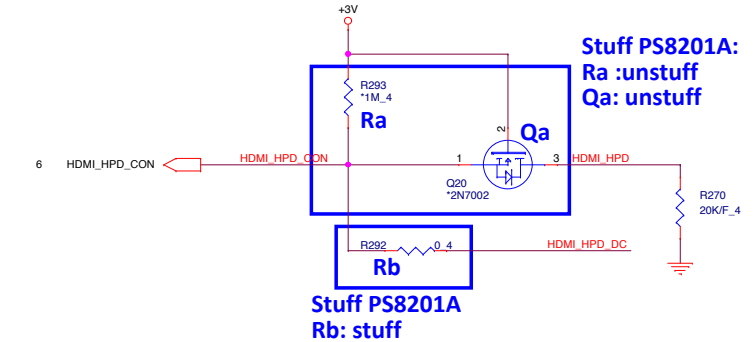 +3V
Stuff PS8201A:
Ra :unstuff
Qa: unstuff
R293
*1M_4
Ra
2
Qa
6 HDMI_HPD_CON HDMI_HPD_CON 1 3 HDMI_HPD
Q20
*2N7002
R270
20K/F_4
R292 0_4 HDMI_HPD_DC
Rb
Stuff PS8201A
Rb: stuff